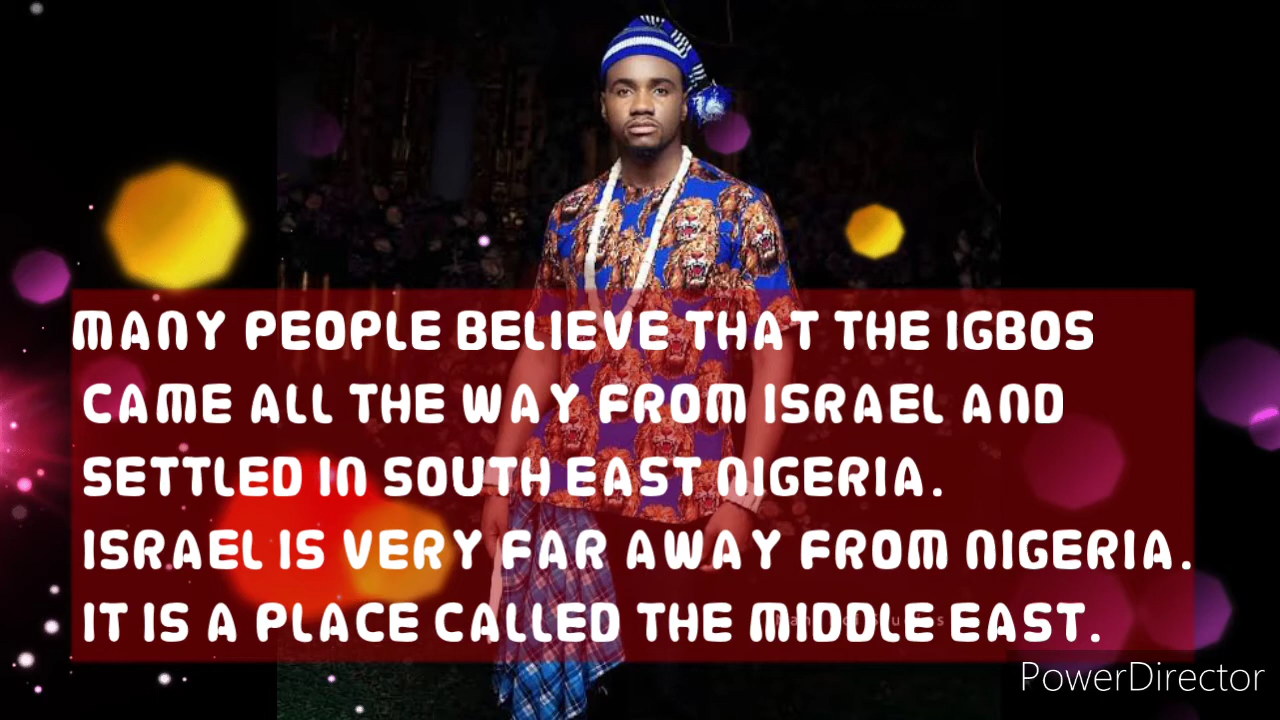 MANY PEOPLE BELIEVE THAT THE IGBOS
CAME ALL THE WAY FROM ISRAEL AND
SETTLED IN SOUTH EAST NIGERIA.
ISRAEL IS VERY FAR AWAY FROM NIGERIA.
IT IS A PLACE CALLED THE MIDDLE EAST.
PowerDirector